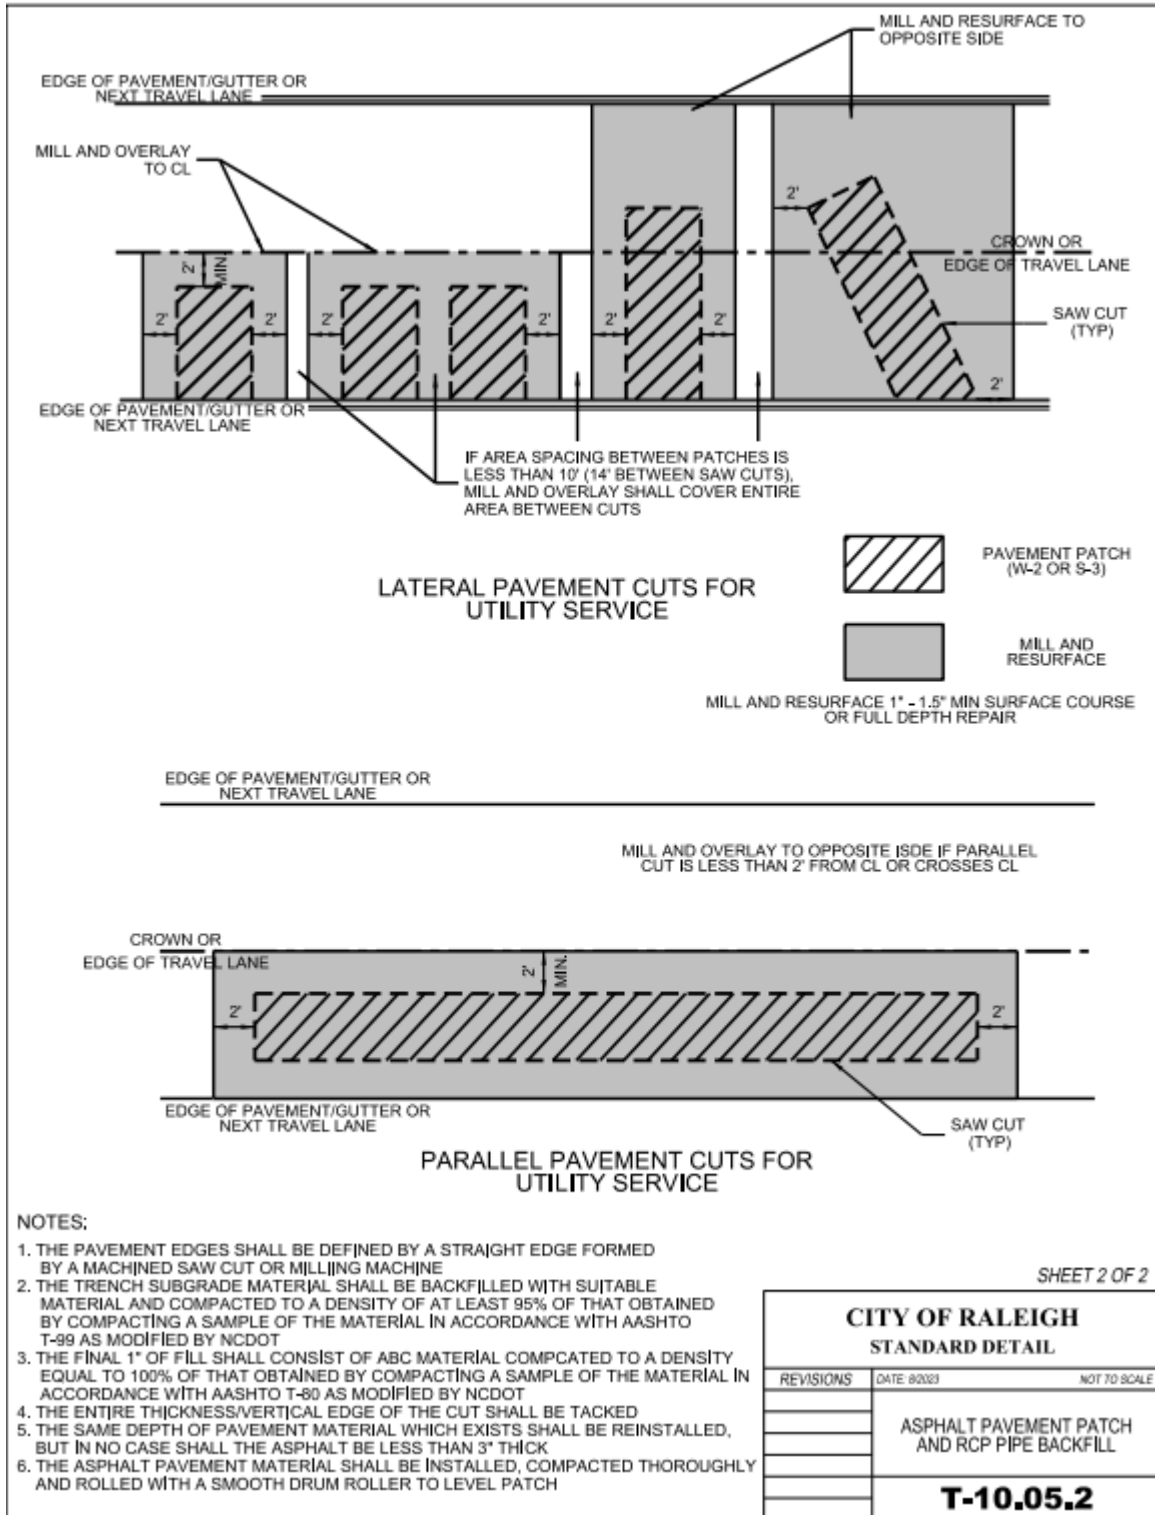 MILL AND RESURFACE TO
OPPOSITE SIDE
EDGE OF PAVEMENT/GUTTER OR
NEXT TRAVEL LANE
MILL AND OVERLAY
TO CL
2'
CROWN OR
EDGE OF TRAVEL LANE
2'
MIN.
2'
2'
2'
2'
2'
2'
SAW CUT
(TYP)
2'
EDGE OF PAVEMENT/GUTTER OR
NEXT TRAVEL LANE
IF AREA SPACING BETWEEN PATCHES IS
LESS THAN 10' (14' BETWEEN SAW CUTS),
MILL AND OVERLAY SHALL COVER ENTIRE
AREA BETWEEN CUTS
LATERAL PAVEMENT CUTS FOR
UTILITY SERVICE
PAVEMENT PATCH
(W-2 OR S-3)
MILL AND
RESURFACE
MILL AND RESURFACE 1" - 1.5" MIN SURFACE COURSE
OR FULL DEPTH REPAIR
EDGE OF PAVEMENT/GUTTER OR
NEXT TRAVEL LANE
MILL AND OVERLAY TO OPPOSITE ISDE IF PARALLEL
CUT IS LESS THAN 2' FROM CL OR CROSSES CL
CROWN OR
EDGE OF TRAVEL LANE
2'
MIN.
2'
2'
EDGE OF PAVEMENT/GUTTER OR
NEXT TRAVEL LANE
SAW CUT
(TYP)
PARALLEL PAVEMENT CUTS FOR
UTILITY SERVICE
NOTES:
1. THE PAVEMENT EDGES SHALL BE DEFINED BY A STRAIGHT EDGE FORMED
BY A MACHINED SAW CUT OR MILLIING MACHINE
2. THE TRENCH SUBGRADE MATERIAL SHALL BE BACKFILLED WITH SUITABLE
MATERIAL AND COMPACTED TO A DENSITY OF AT LEAST 95% OF THAT OBTAINED
BY COMPACTING A SAMPLE OF THE MATERIAL IN ACCORDANCE WITH AASHTO
T-99 AS MODIFIED BY NCDOT
3. THE FINAL 1" OF FILL SHALL CONSIST OF ABC MATERIAL COMPCATED TO A DENSITY
EQUAL TO 100% OF THAT OBTAINED BY COMPACTING A SAMPLE OF THE MATERIAL IN
ACCORDANCE WITH AASHTO T-80 AS MODIFIED BY NCDOT
4. THE ENTIRE THICKNESS/VERTICAL EDGE OF THE CUT SHALL BE TACKED
5. THE SAME DEPTH OF PAVEMENT MATERIAL WHICH EXISTS SHALL BE REINSTALLED,
BUT IN NO CASE SHALL THE ASPHALT BE LESS THAN 3" THICK
6. THE ASPHALT PAVEMENT MATERIAL SHALL BE INSTALLED, COMPACTED THOROUGHLY
AND ROLLED WITH A SMOOTH DRUM ROLLER TO LEVEL PATCH
SHEET 2 OF 2
CITY OF RALEIGH
STANDARD DETAIL
REVISIONS
DATE: 8/2023
NOT TO SCALE
ASPHALT PAVEMENT PATCH
AND RCP PIPE BACKFILL
T-10.05.2